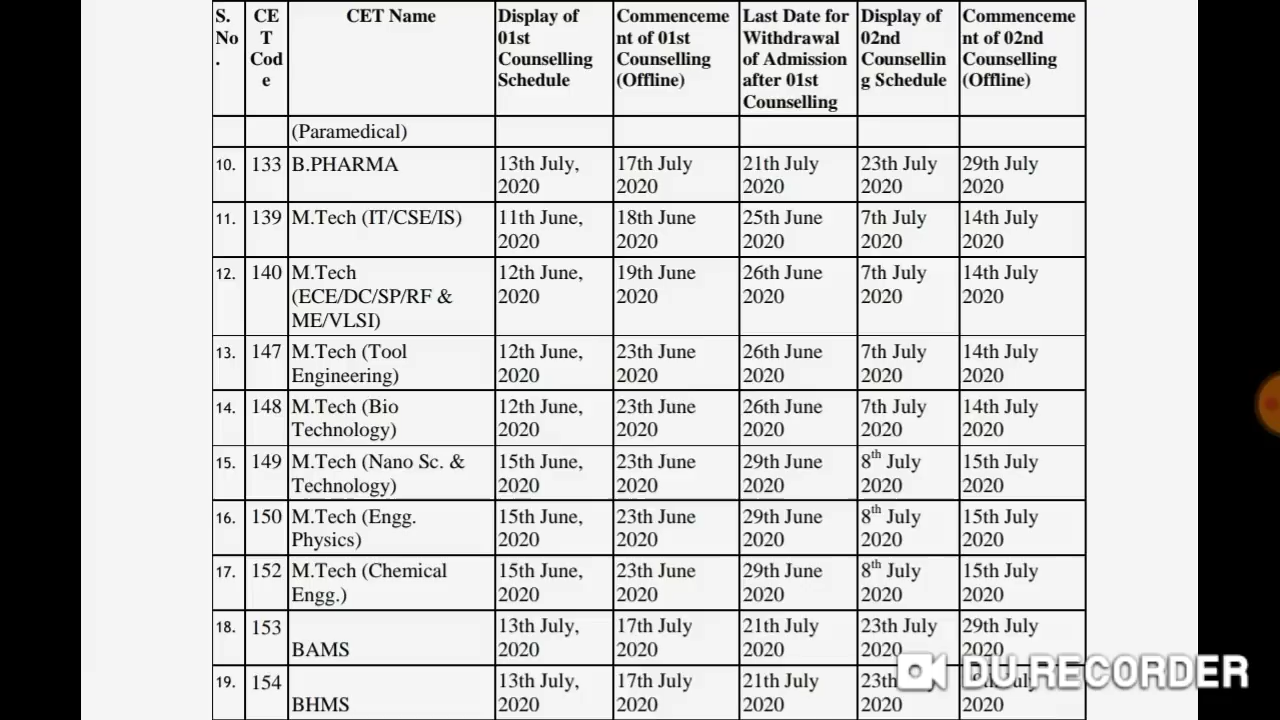 S. No . CE T Cod e CET Name Display of 01st Counselling Schedule Commenceme nt of 01st Counselling (Offline) Last Date for Withdrawal of Admission after 01st Counselling Display of 02nd Counsellin g Schedule Commenceme nt of 02nd Counselling (Offline)
(Paramedical)
10. 133 B.PHARMA 13th July, 2020 17th July 2020 21th July 2020 23th July 2020 29th July 2020
11. 139 M.Tech (IT/CSE/IS) 11th June, 2020 18th June 2020 25th June 2020 7th July 2020 14th July 2020
12. 140 M.Tech (ECE/DC/SP/RF & ME/VLSI) 12th June, 2020 19th June 2020 26th June 2020 7th July 2020 14th July 2020
13. 147 M.Tech (Tool Engineering) 12th June, 2020 23th June 2020 26th June 2020 7th July 2020 14th July 2020
14. 148 M.Tech (Bio Technology) 12th June, 2020 23th June 2020 26th June 2020 7th July 2020 14th July 2020
15. 149 M.Tech (Nano Sc. & Technology) 15th June, 2020 23th June 2020 29th June 2020 8th July 2020 15th July 2020
16. 150 M.Tech (Engg. Physics) 15th June, 2020 23th June 2020 29th June 2020 8th July 2020 15th July 2020
17. 152 M.Tech (Chemical Engg.) 15th June, 2020 23th June 2020 29th June 2020 8th July 2020 15th July 2020
18. 153 BAMS 13th July, 2020 17th July 2020 21th July 2020 23th July 2020 29th July 2020
19. 154 BHMS 13th July, 2020 17th July 2020 21th July 2020 23th 2020 July 2020
DU RECORDER